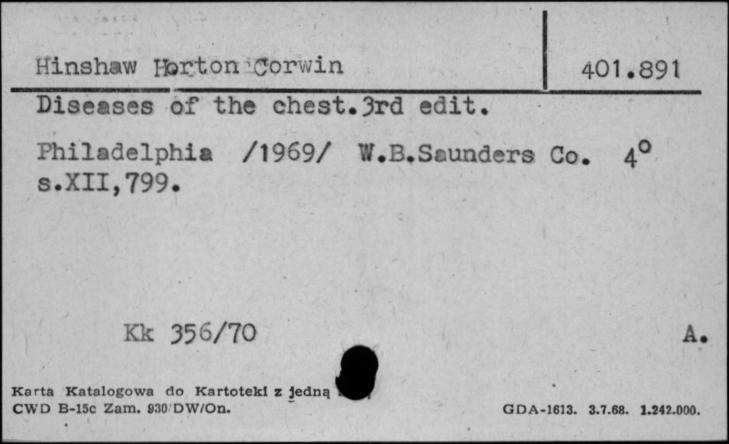 Hinshaw Horton Corwin
401.891
Diseases of the chest.3rd edit.
Philadelphia /1969/ W.B.Saunders Co. 4°
s.XII,799.
Kk 356/70
A.
Karta Katalogowa do Kartoteki z jedną
CWD B-15c Zam. 930/DW/On.
GDA-1613. 3.7.68. 1.242.000.